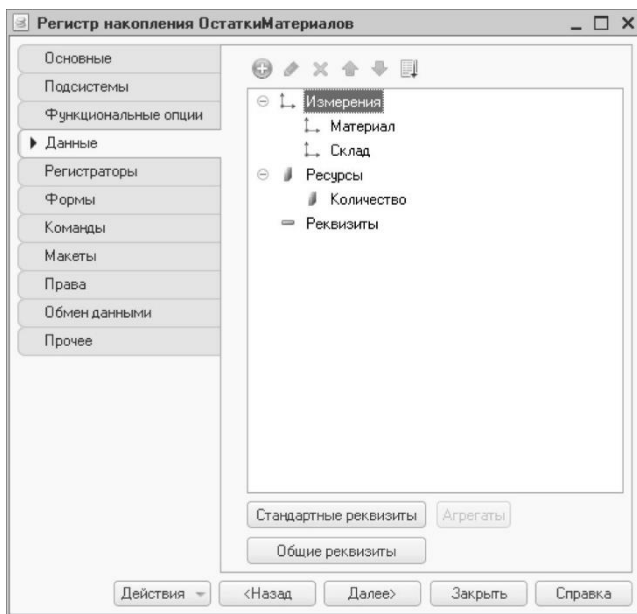 Регистр накопления ОстаткиМатериалов
Основные
Подсистемы
Функциональные опции
Данные
Регистраторы
Формы
Команды
Макеты
Права
Обмен данными
Прочее
Измерения
Материал
Склад
Ресурсы
Количество
Реквизиты
Стандартные реквизиты
Агрегаты
Общие реквизиты
Действия
<Назад
Далее>
Закрыть
Справка